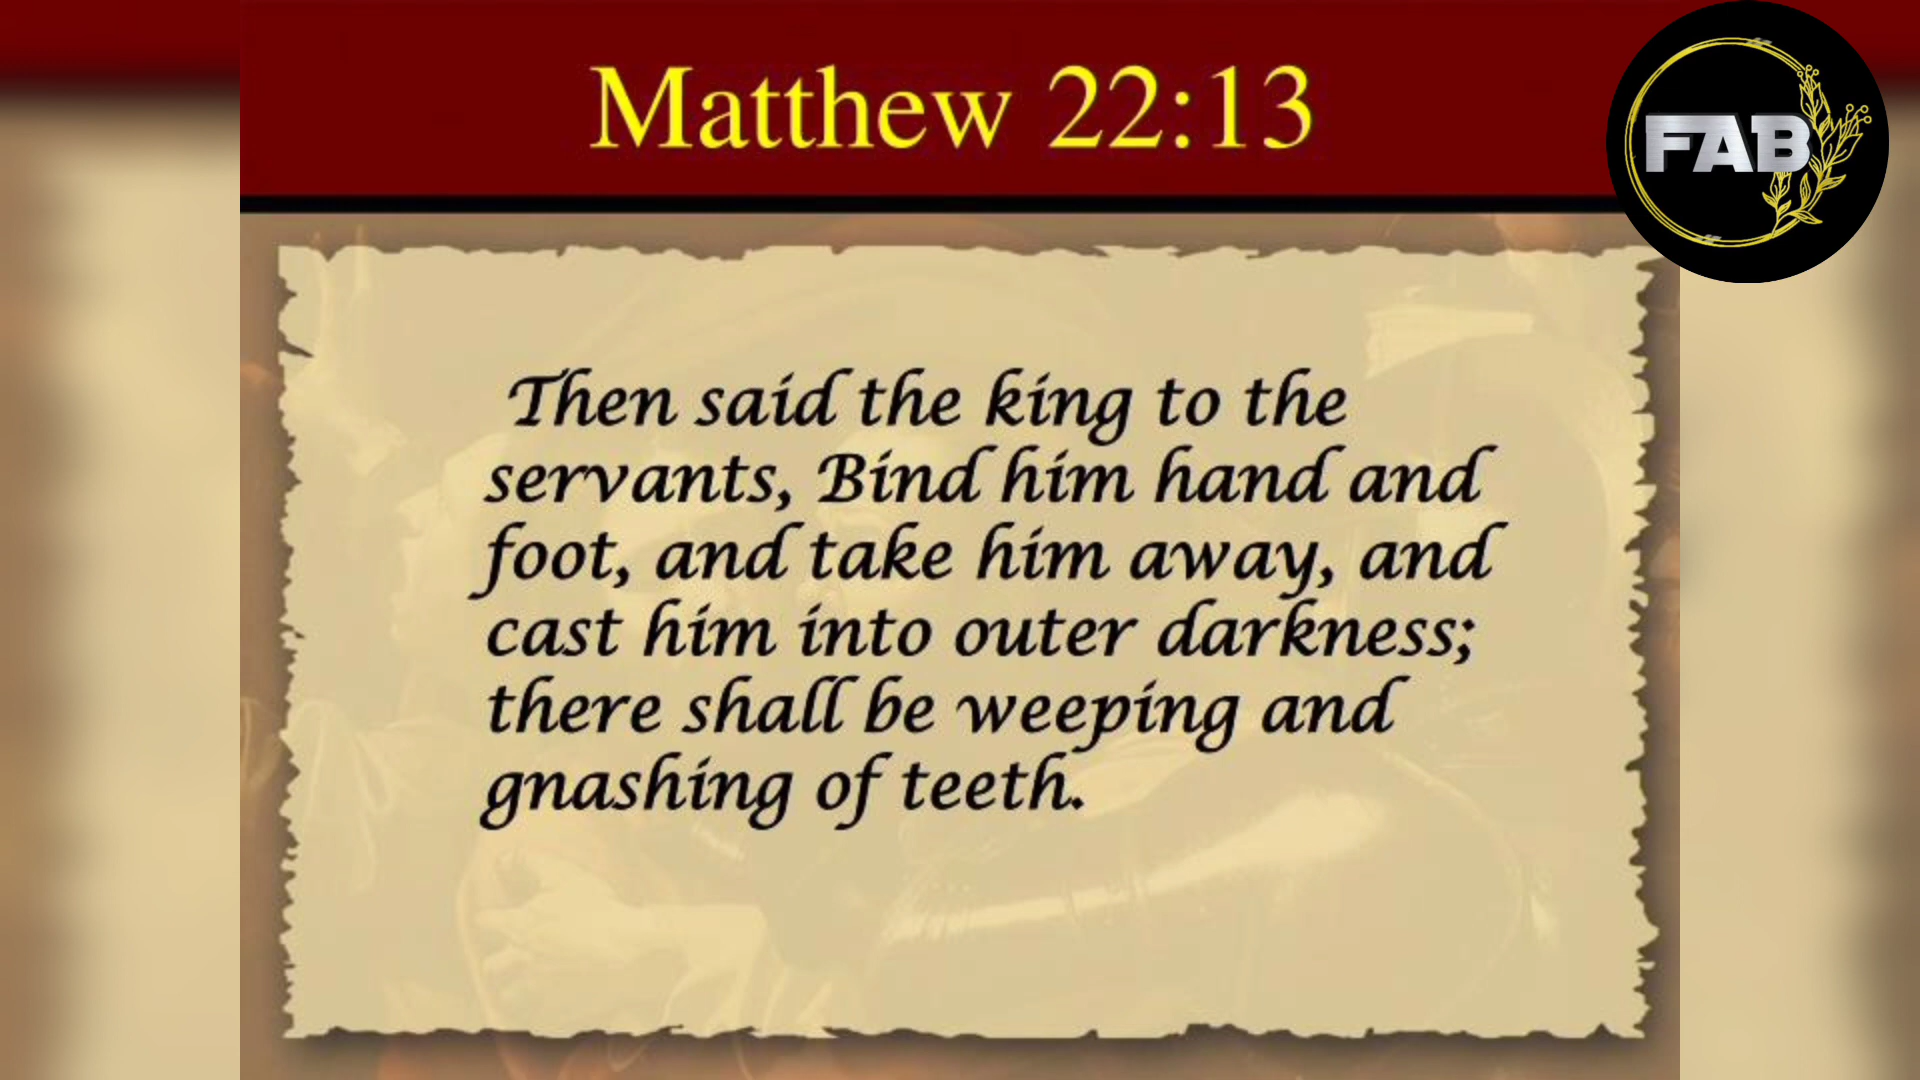 Matthew 22:13
FAB
Then said the king to the
servants, Bind him hand and
foot, and take him away, and
cast him into outer darkness;
there shall be weeping and
gnashing of teeth.